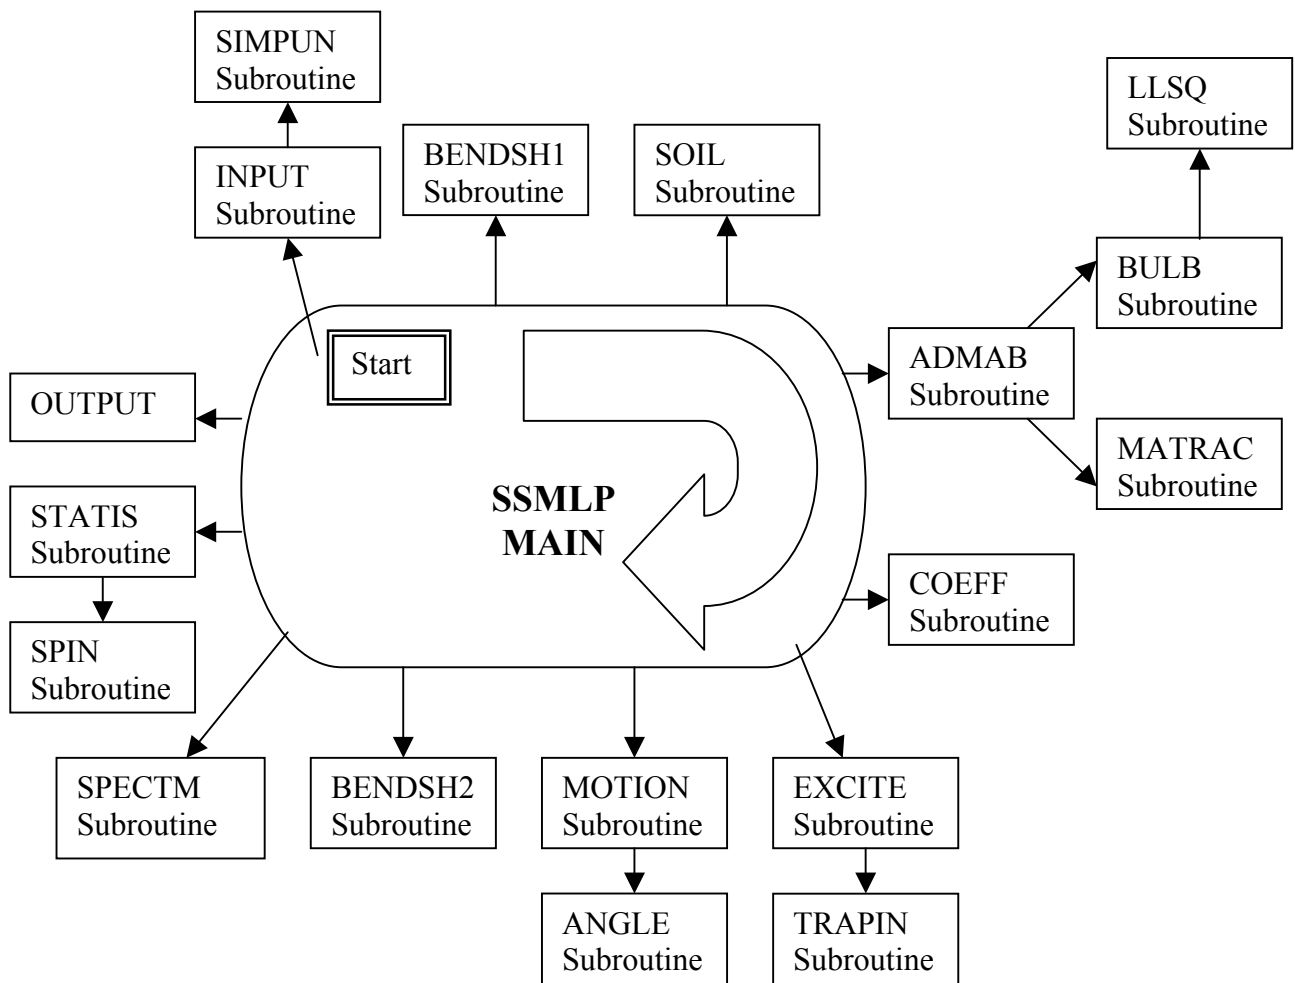 SIMPUN
Subroutine
LLSQ
Subroutine
INPUT
Subroutine
BENDSH1
Subroutine
SOIL
Subroutine
BULB
Subroutine
Start
ADMAB
Subroutine
OUTPUT
MATRAC
Subroutine
STATIS
Subroutine
SSMLP
MAIN
COEFF
Subroutine
SPIN
Subroutine
SPECTM
Subroutine
BENDSH2
Subroutine
MOTION
Subroutine
EXCITE
Subroutine
ANGLE
Subroutine
TRAPIN
Subroutine